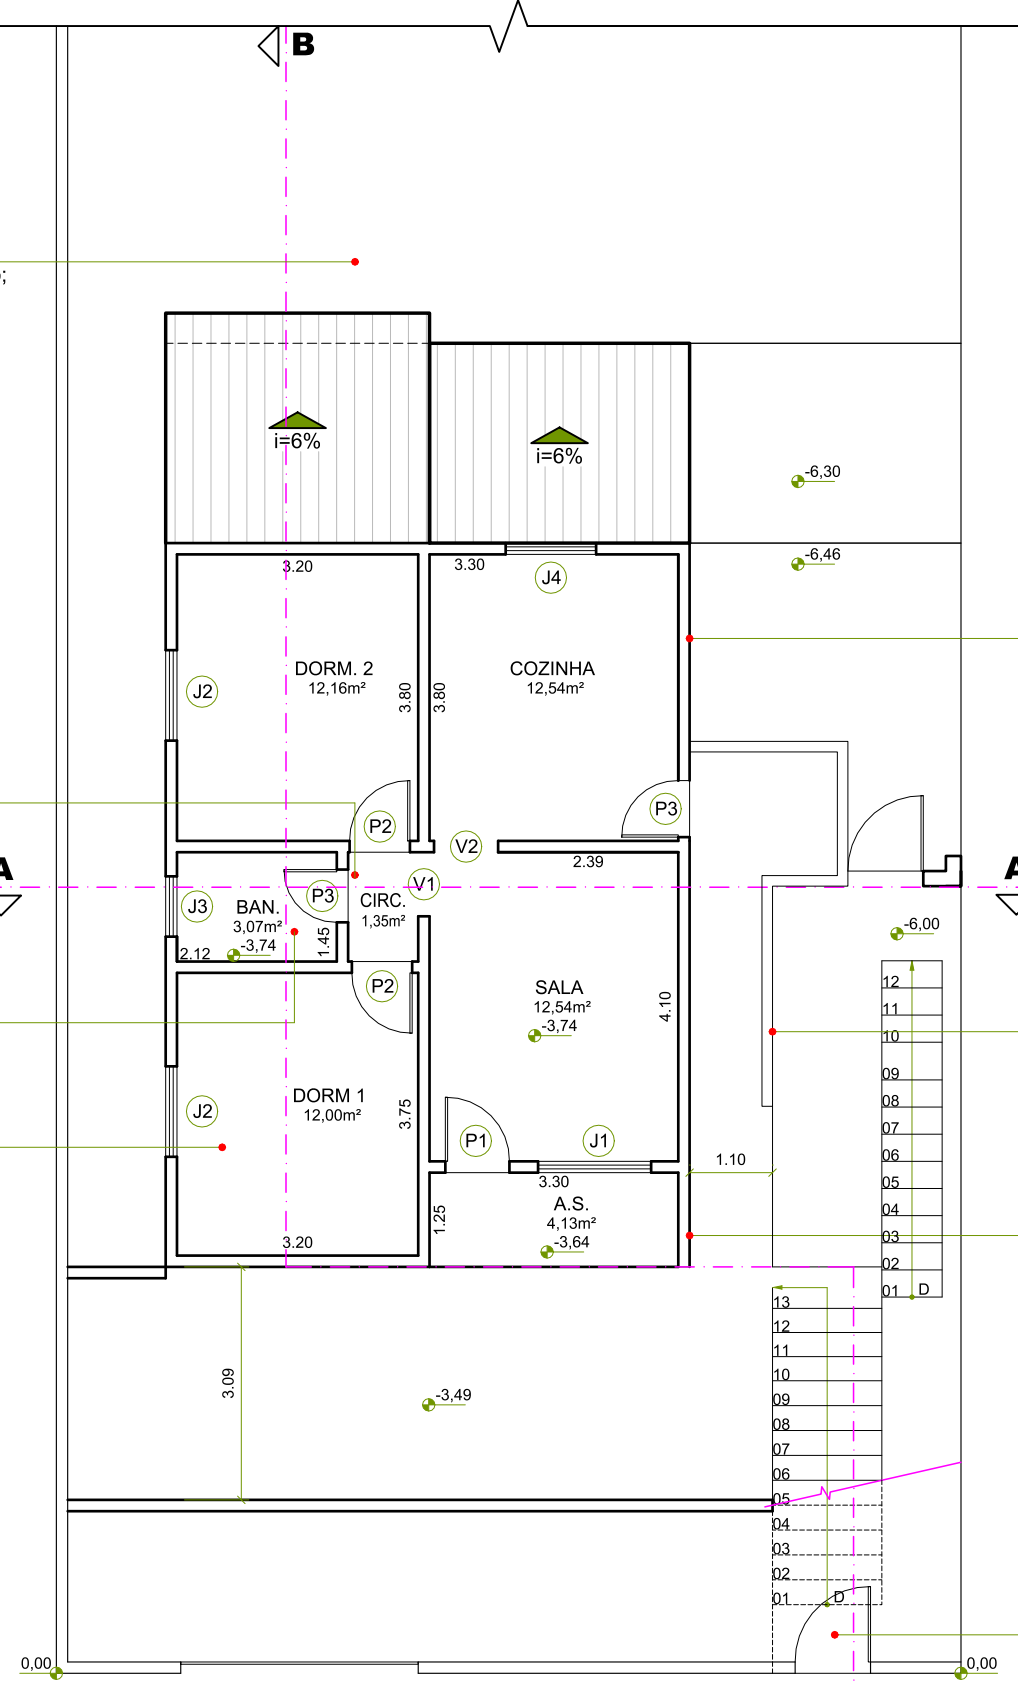 B
;
i=6%
i=6%
-6,30
-6,46
3.20
3.30
J4
DORM. 2
12,16m²
COZINHA
12,54m²
J2
3.80
3.80
P3
P2
V2
2.39
A
A
V1
P3
CIRC.
1,35m²
J3
BAN.
3,07m²
-3,74
2.12
1.45
-6,00
P2
SALA
12,54m²
-3,74
4.10
12
11
10
09
08
07
06
05
04
03
02
01
D
DORM 1
12,00m²
J2
3.75
P1
J1
1.10
3.30
A.S.
4,13m²
-3,64
1.25
3.20
13
12
11
10
09
08
07
06
05
04
03
02
01
D
3.09
-3,49
0,00
0,00